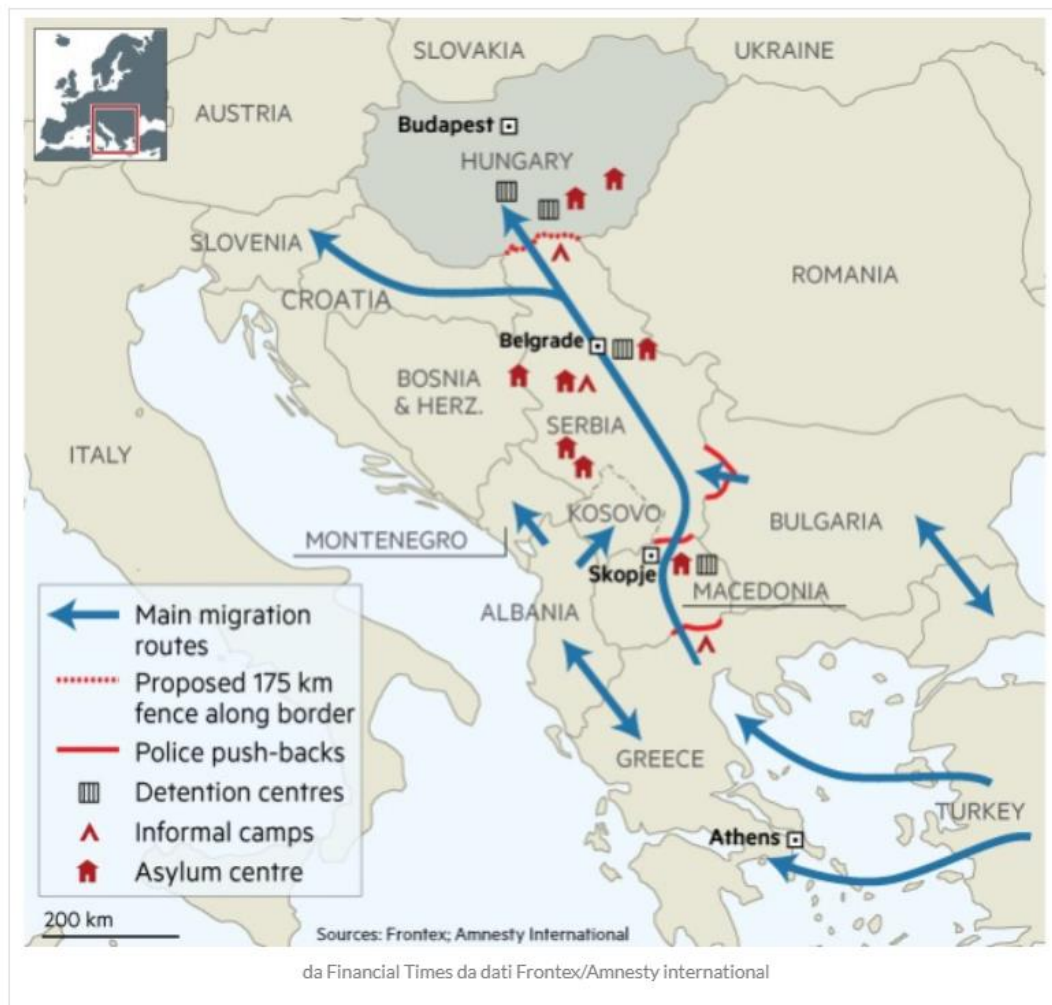 SLOVAKIA
UKRAINE
AUSTRIA
Budapest
HUNGARY
SLOVENIA
CROATIA
ROMANIA
Belgrade
BOSNIA
& HERZ.
SERBIA
ITALY
KOSOVO
BULGARIA
MONTENEGRO
Skopje
MACEDONIA
ALBANIA
GREECE
TURKEY
Athens
Main migration
routes
Proposed 175 km
fence along border
Police push-backs
Detention centres
Informal camps
Asylum centre
200 km
Sources: Frontex; Amnesty International
da Financial Times da dati Frontex/Amnesty international